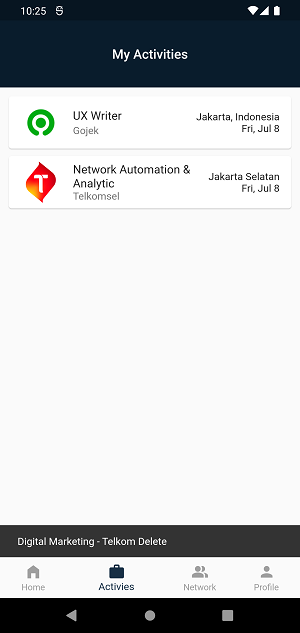 10:25
My Activities
UX Writer
Jakarta, Indonesia
Gojek
Fri, Jul 8
Network Automation &
Analytic
Jakarta Selatan
Telkomsel
Fri, Jul 8
T
Digital Marketing - Telkom Delete
Home
Activies
Network
Profile